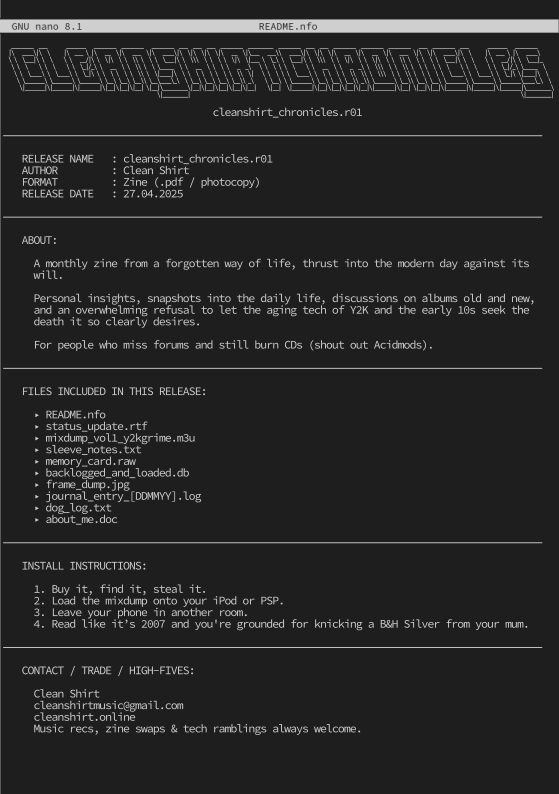 GNU nano 8.1 README.nfo
CLEANSHIRTCHRONICLES
cleanshirt_chronicles.r01
RELEASE NAME : cleanshirt_chronicles.r01
AUTHOR : Clean Shirt
FORMAT : Zine (.pdf / photocopy)
RELEASE DATE : 27.04.2025
ABOUT:
A monthly zine from a forgotten way of life, thrust into the modern day against its
will.
Personal insights, snapshots into the daily life, discussions on albums old and new,
and an overwhelming refusal to let the aging tech of Y2K and the early 10s seek the
death it so clearly desires.
For people who miss forums and still burn CDs (shout out Acidmods).
FILES INCLUDED IN THIS RELEASE:
▸ README.nfo
▸ status_update.rtf
▸ mixdump_vol1_y2kgrime.m3u
▸ sleeve_notes.txt
▸ memory_card.raw
▸ backlogged_and_loaded.db
▸ frame_dump.jpg
▸ journal_entry_[DDMMYY].log
▸ dog_log.txt
▸ about_me.doc
INSTALL INSTRUCTIONS:
1. Buy it, find it, steal it.
2. Load the mixdump onto your iPod or PSP.
3. Leave your phone in another room.
4. Read like it's 2007 and you're grounded for knicking a B&H Silver from your mum.
CONTACT / TRADE / HIGH-FIVES:
Clean Shirt
cleanshirtmusic@gmail.com
cleanshirt.online
Music recs, zine swaps & tech ramblings always welcome.